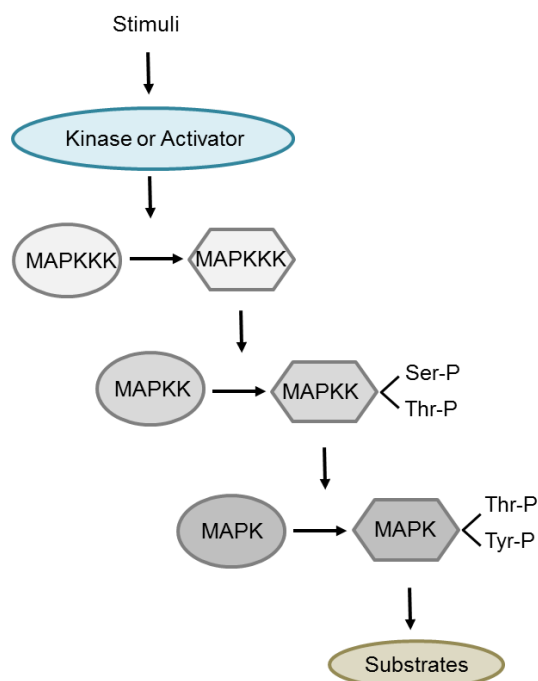 Stimuli
Kinase or Activator
MAPKKK
MAPKKK
MAPKK
MAPKK
Ser-P
Thr-P
MAPK
MAPK
Thr-P
Tyr-P
Substrates